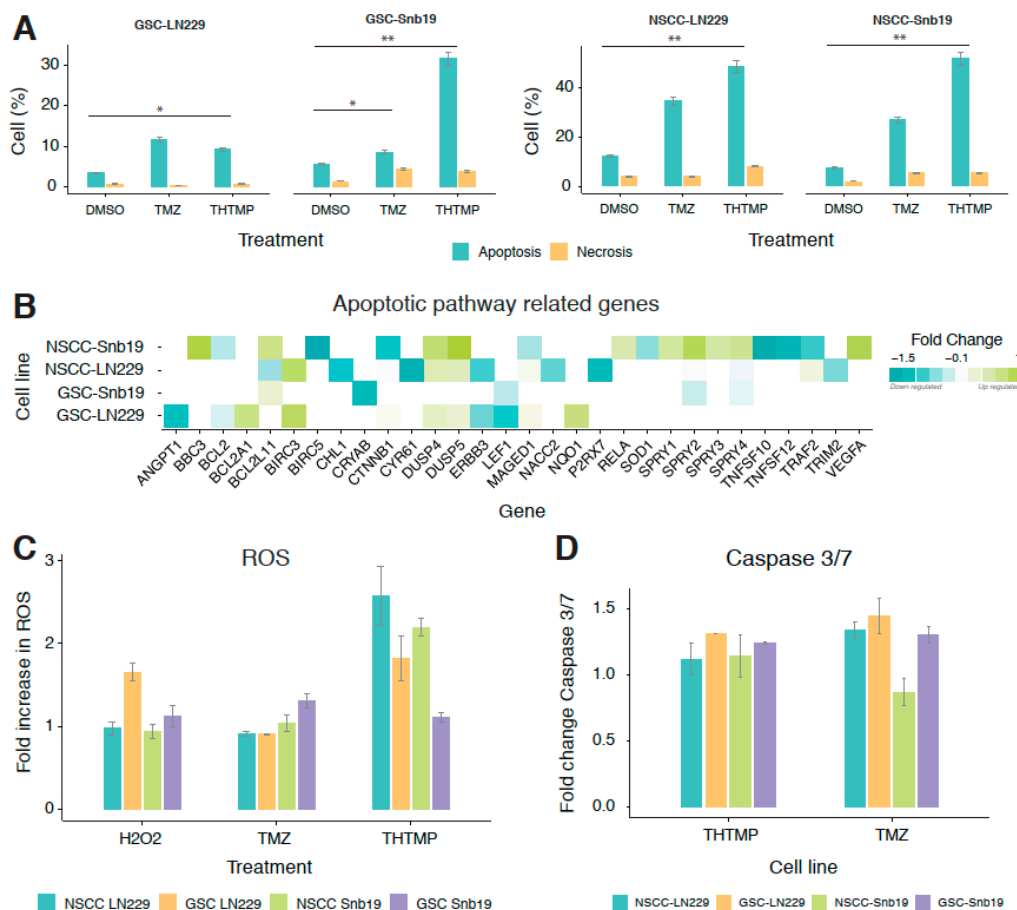 A
GSC-LN229
GSC-Snb19
NSCC-LN229
NSCC-Snb19
Cell (%)
30
20
10
0
*
**
*
Cell (%)
40
20
0
**
**
DMSO TMZ THTMP
DMSO TMZ THTMP
DMSO TMZ THTMP
DMSO TMZ THTMP
Treatment
Treatment
Apoptosis Necrosis
B
Apoptotic pathway related genes
Cell line
NSCC-Snb19
NSCC-LN229
GSC-Snb19
GSC-LN229
Fold Change
−1.5 −0.1
Down regulated Up regulated
ANGPT1 BBC3 BCL2 BCL2A1 BCL2L11 BIRC3 BIRC5 CHL1 CRYAB CTNNB1 CYR61 DUSP4 DUSP5 ERBB3 LEF1 MAGED1 NACC2 NQO1 P2RX7 RELA SOD1 SPRY1 SPRY2 SPRY3 SPRY4 TNFSF10 TNFSF12 TRAF2 TRIM2 VEGFA
Gene
C
ROS
Fold increase in ROS
3
2
1
0
H2O2 TMZ THTMP
Treatment
NSCC LN229 GSC LN229 NSCC Snb19 GSC Snb19
D
Caspase 3/7
Fold change Caspase 3/7
1.5
1.0
0.5
0.0
THTMP TMZ
Cell line
NSCC-LN229 GSC-LN229 NSCC-Snb19 GSC-Snb19